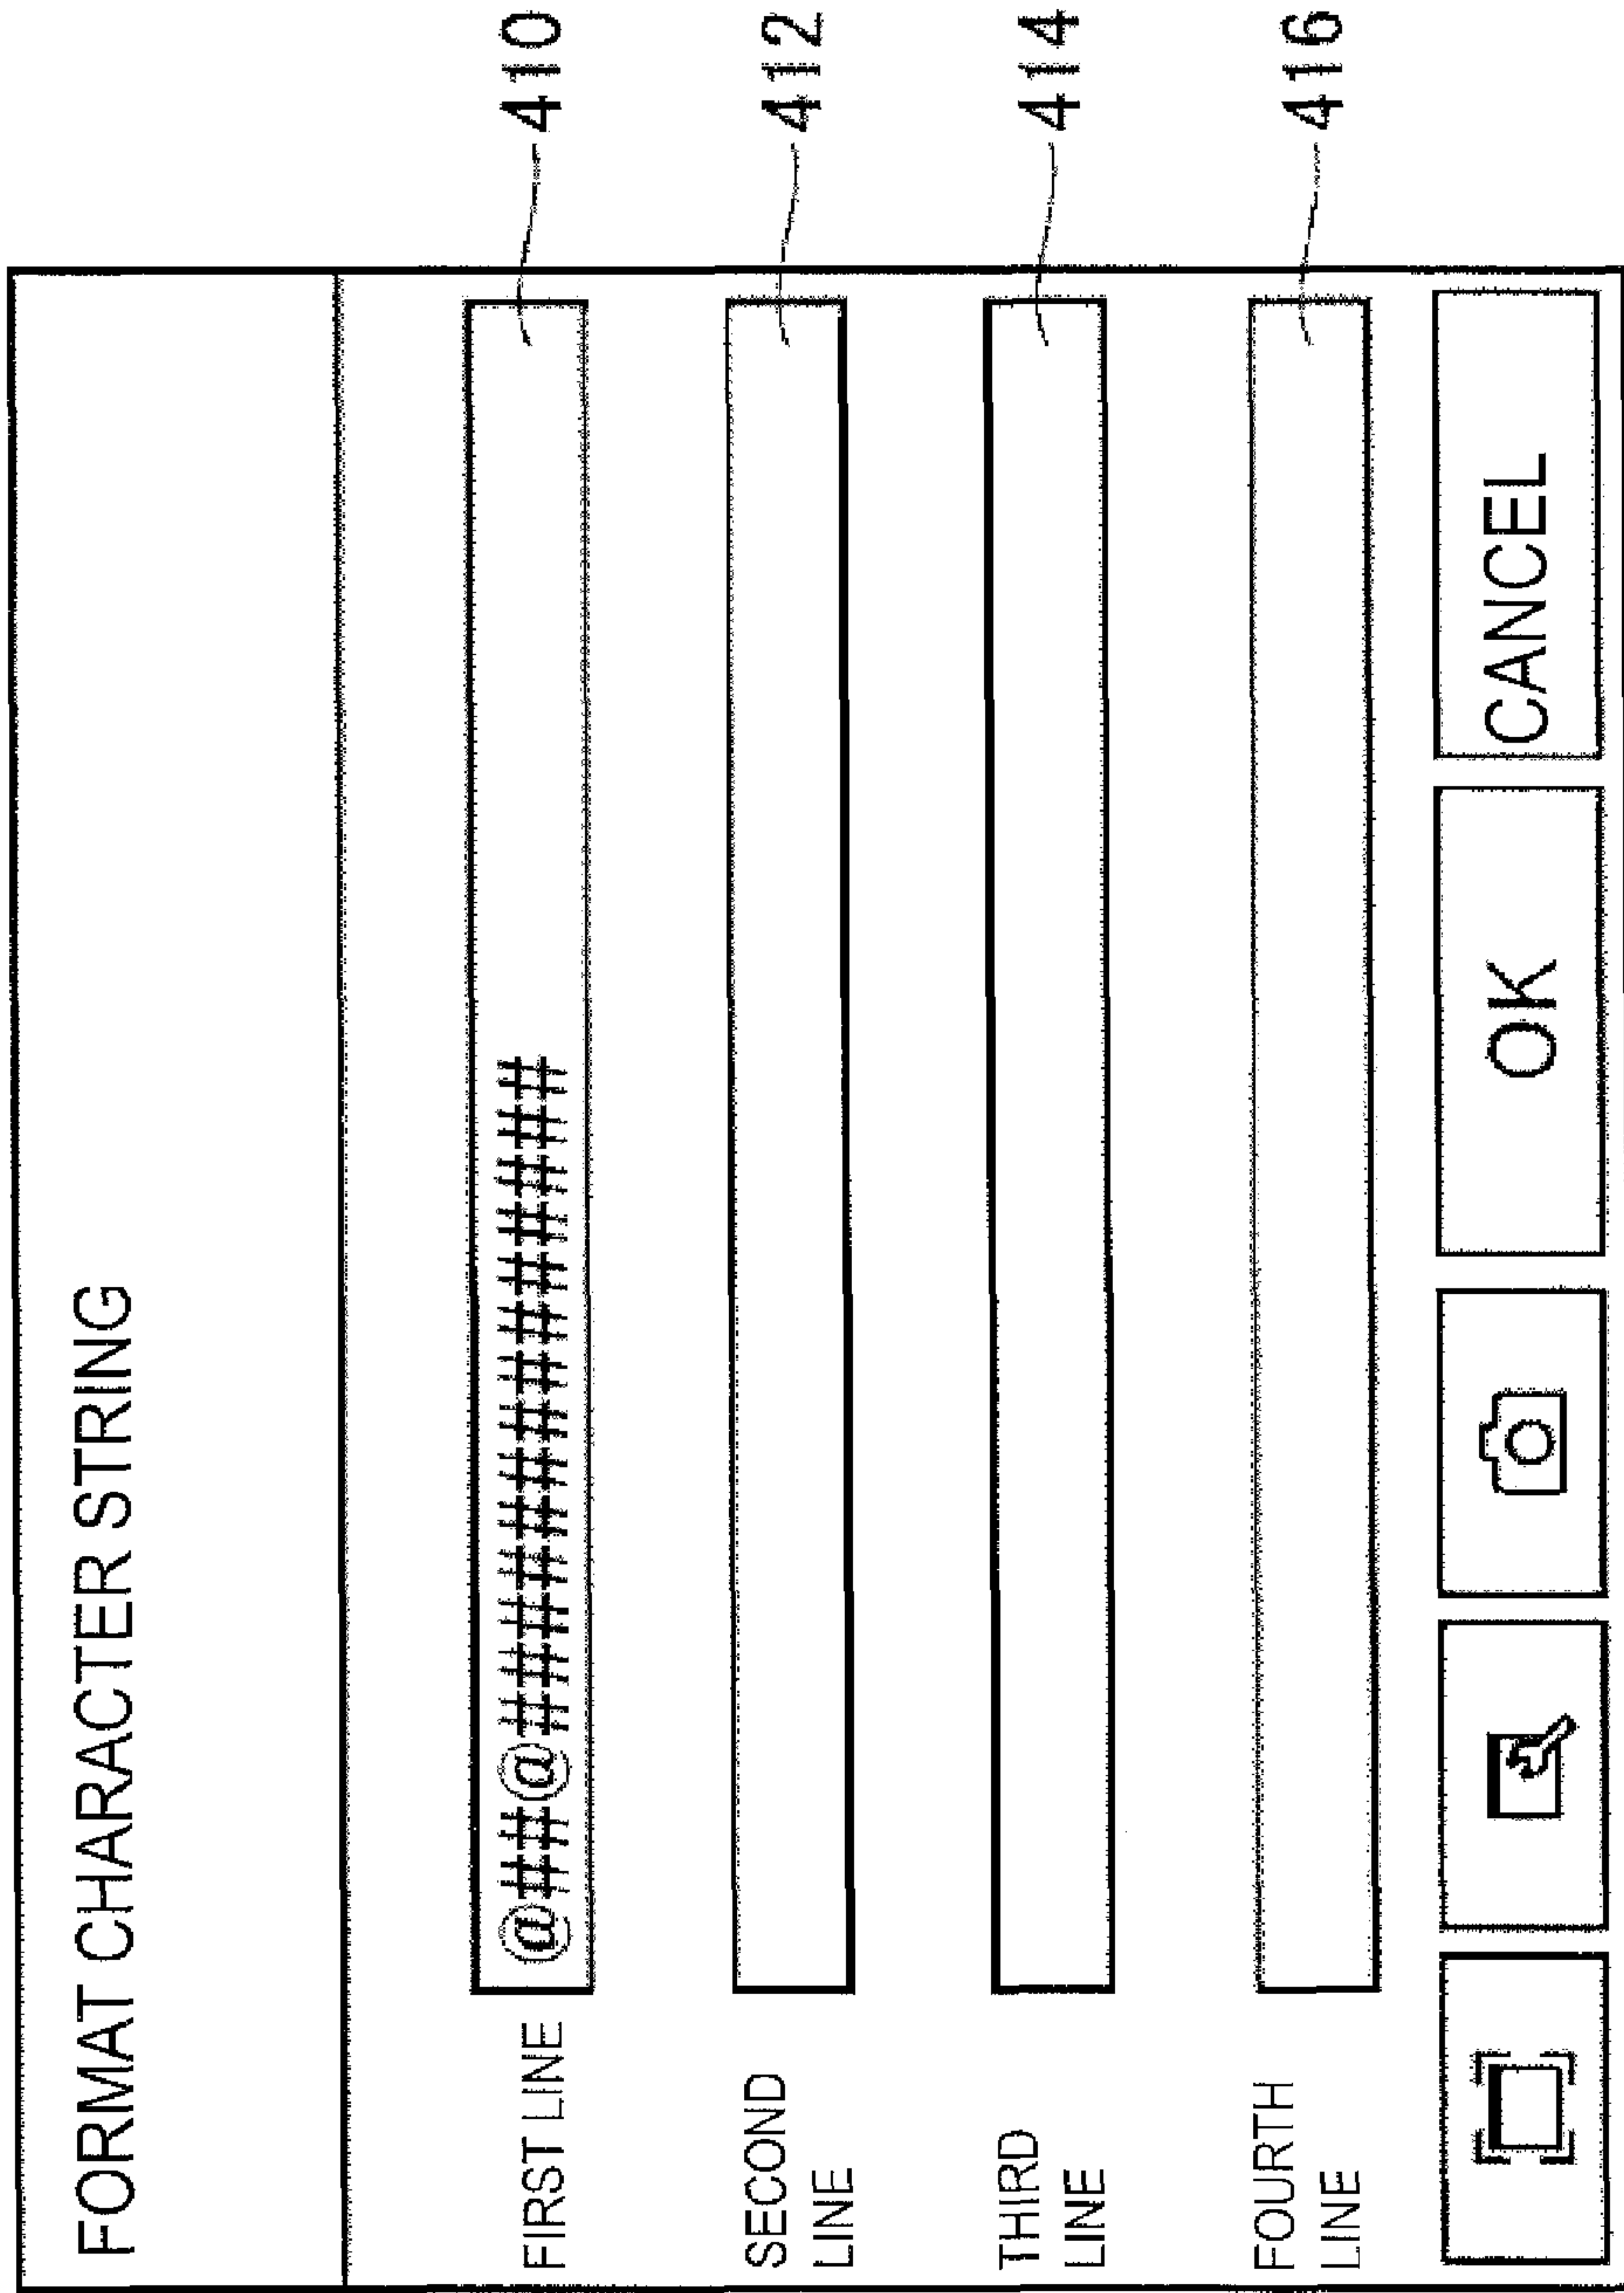 FORMAT CHARACTER STRING
FIRST LINE @##@############## 410
SECOND
LINE 412
THIRD
LINE 414
FOURTH
LINE 416
OK CANCEL